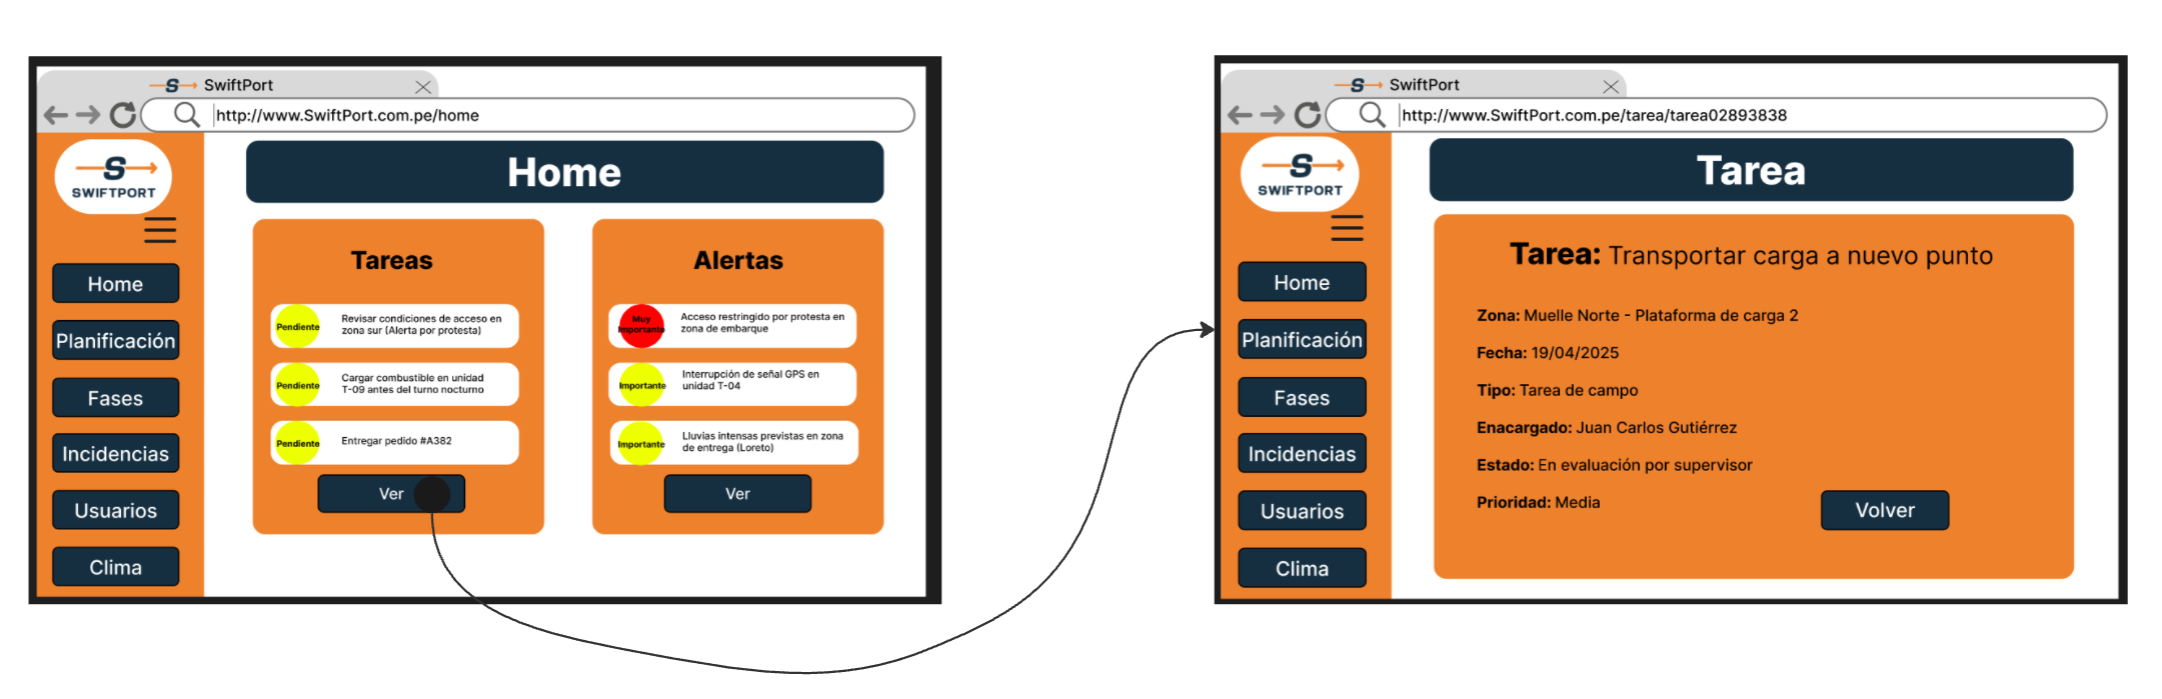 S SwiftPort
http://www.SwiftPort.com.pe/home
S
SWIFTPORT
Home
Planificación
Fases
Incidencias
Usuarios
Clima
Home
Tareas
Pendiente
Revisar condiciones de acceso en
zona sur (Alerta por protesta)
Pendiente
Cargar combustible en unidad
T-09 antes del turno nocturno
Pendiente
Entregar pedido #A382
Ver
Alertas
Muy
Importante
Acceso restringido por protesta en
zona de embarque
Importante
Interrupción de señal GPS en
unidad T-04
Importante
Lluvias intensas previstas en zona
de entrega (Loreto)
Ver
S SwiftPort
http://www.SwiftPort.com.pe/tarea/tarea02893838
S
SWIFTPORT
Home
Planificación
Fases
Incidencias
Usuarios
Clima
Tarea
Tarea: Transportar carga a nuevo punto
Zona: Muelle Norte - Plataforma de carga 2
Fecha: 19/04/2025
Tipo: Tarea de campo
Enacargado: Juan Carlos Gutiérrez
Estado: En evaluación por supervisor
Prioridad: Media
Volver